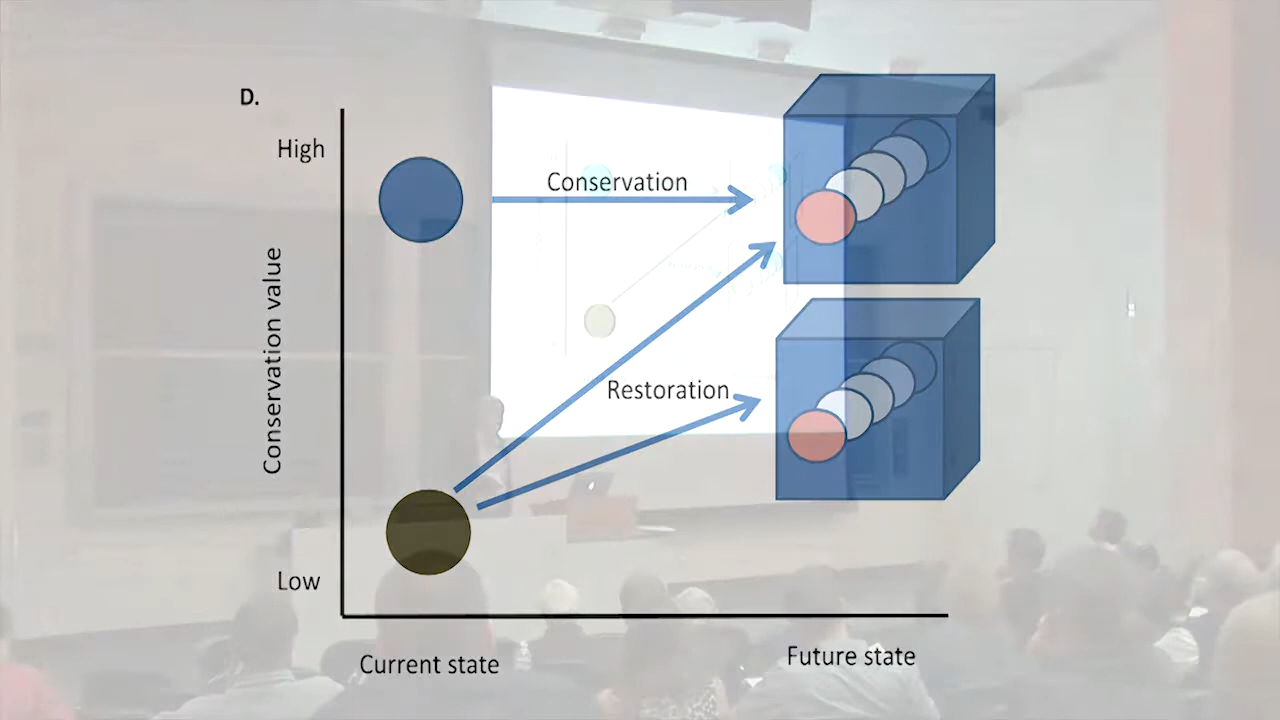 D.
High
Conservation
Conservation value
Restoration
Low
Current state
Future state